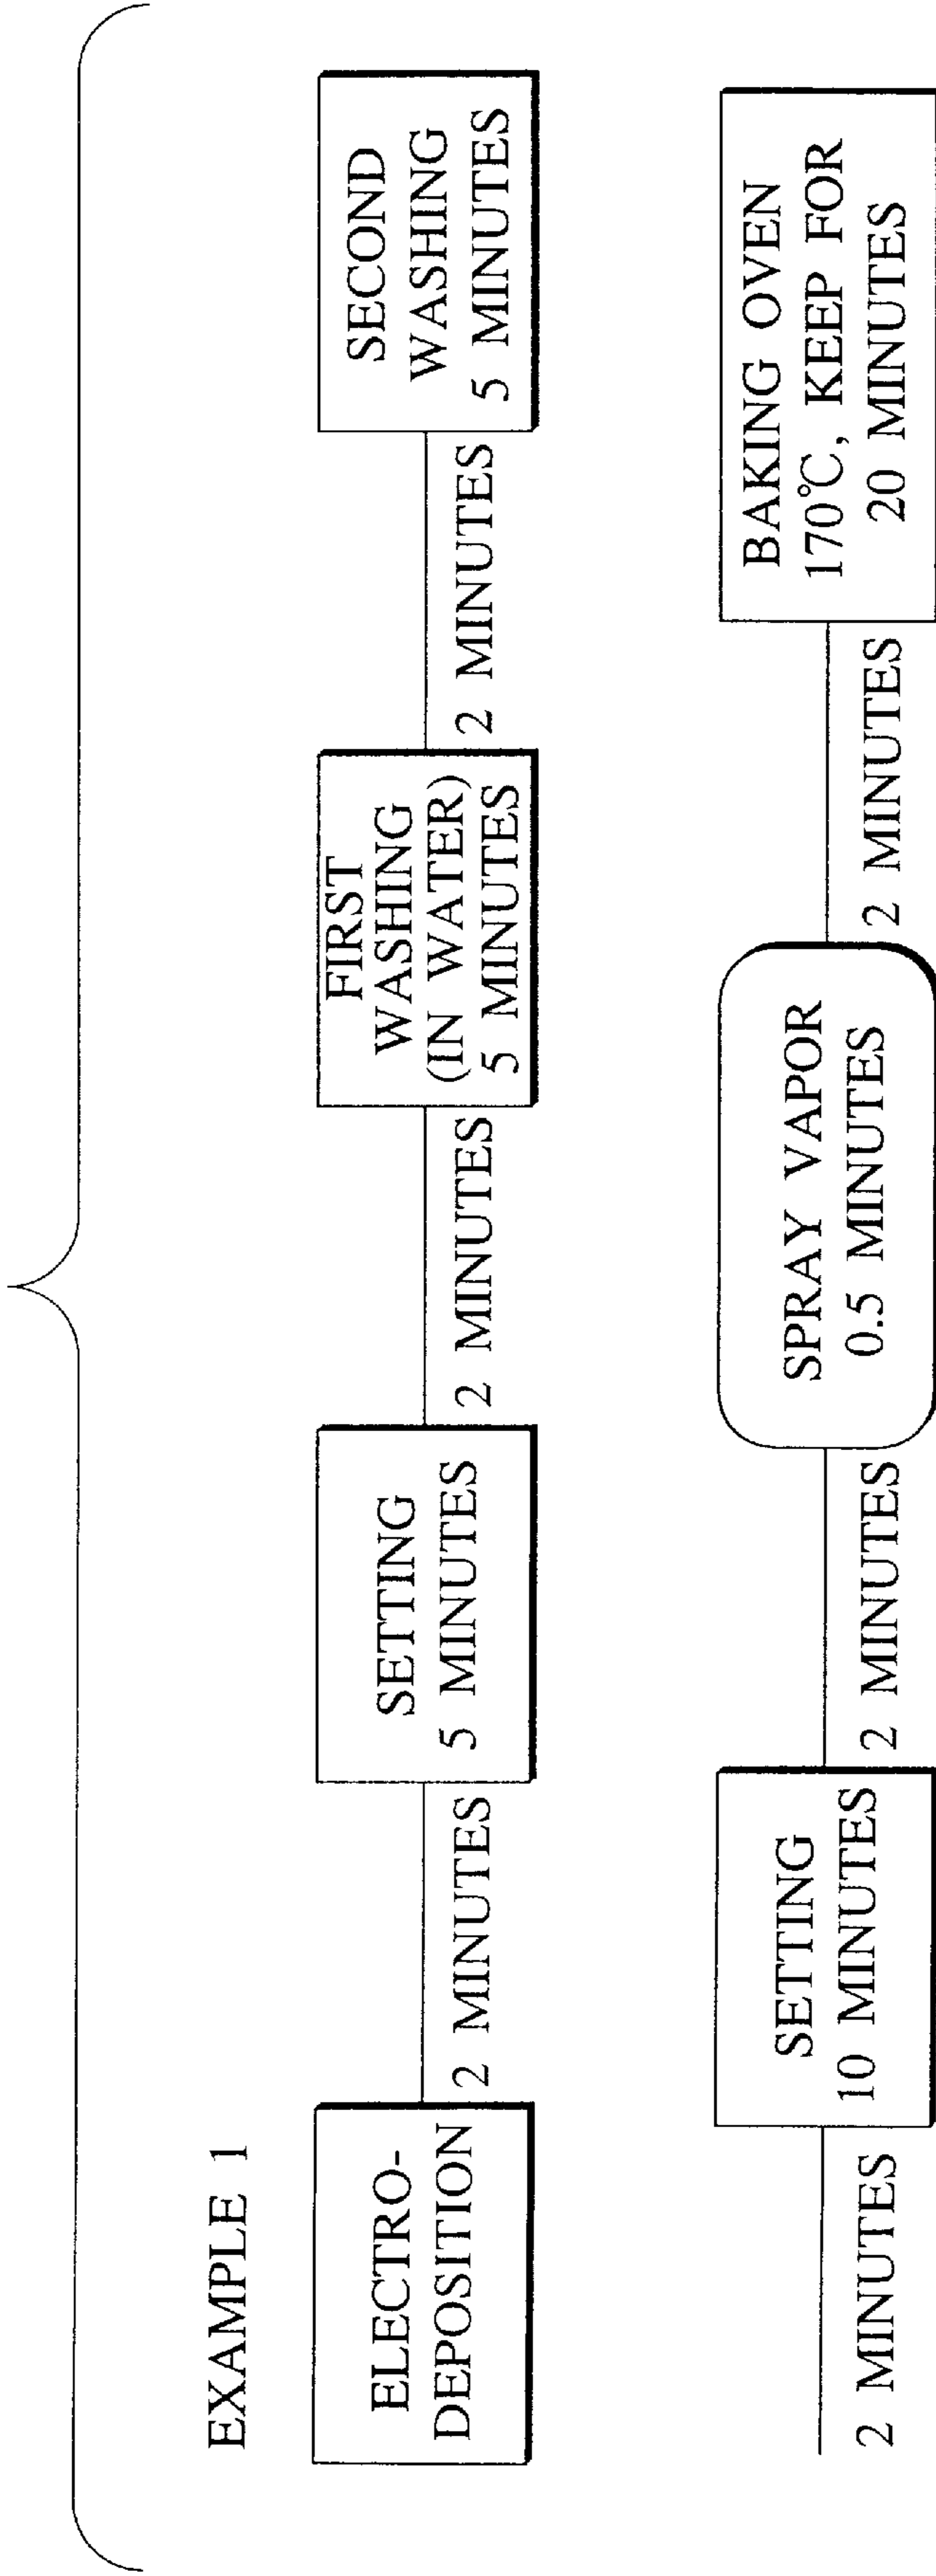 EXAMPLE 1
ELECTRO-
DEPOSITION
2 MINUTES
SETTING
5 MINUTES
2 MINUTES
FIRST
WASHING
(IN WATER)
5 MINUTES
2 MINUTES
SECOND
WASHING
5 MINUTES
2 MINUTES
SETTING
10 MINUTES
2 MINUTES
SPRAY VAPOR
0.5 MINUTES
2 MINUTES
BAKING OVEN
170℃, KEEP FOR
20 MINUTES